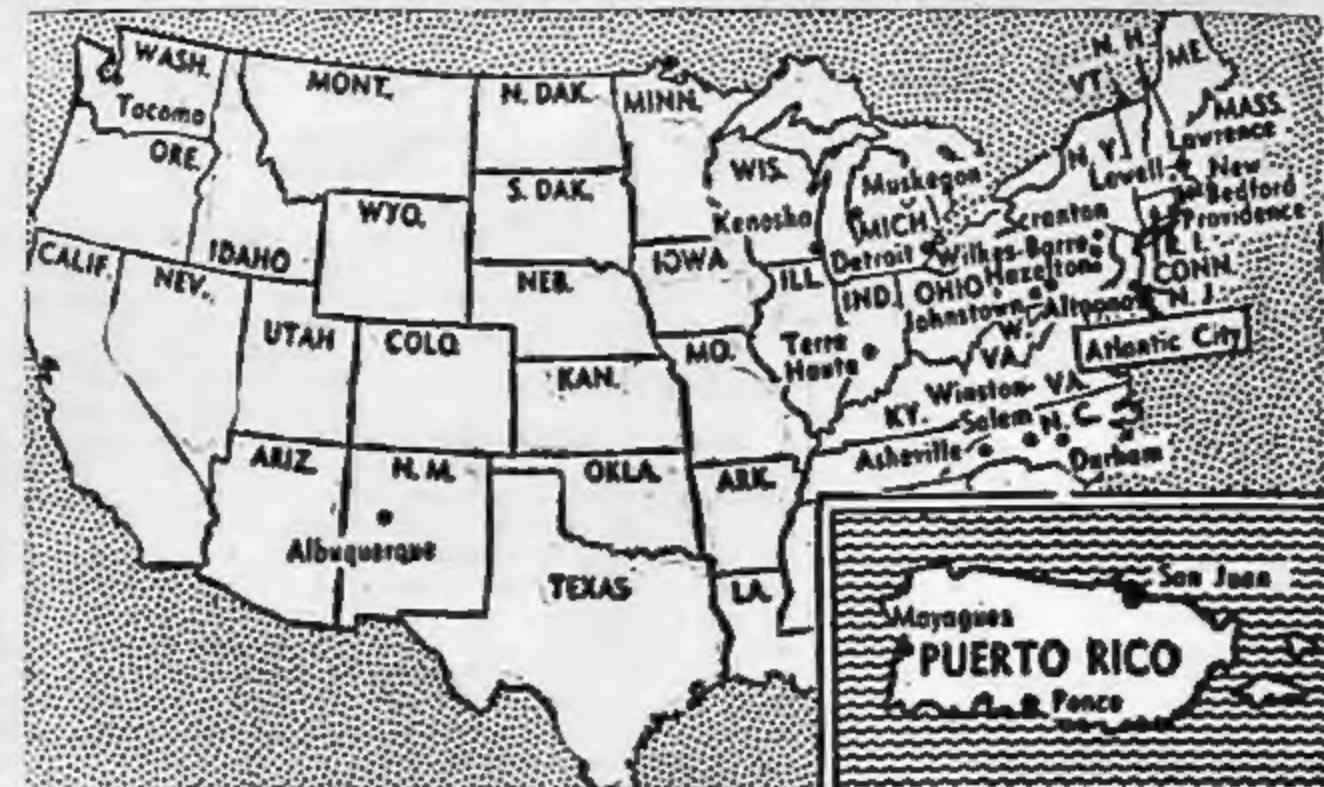 WASH.
Tacoma
ORE.
MONT.
IDAHO
WYO.
N. DAK.
S. DAK.
MINN.
WIS.
Kenosha
Muskegon
MICH
Detroit
N. H.
VT.
ME.
MASS.
Lawrence
N. Y.
Lowell
New
Bedford
Providence
R. I.
CONN.
N. J.
cranton
Wilkes-Barre
Hazelton
Altoona
Johnstown
Atlantic City
CALIF.
NEV.
UTAH
COLO.
NEB.
IOWA
ILL.
IND.
OHIO
W.
VA.
KAN.
MO.
Terre
Haute
KY.
Winston-
Salem
VA.
N. C.
Asheville
Durham
ARIZ.
N. M.
Albuquerque
OKLA.
ARK.
TEXAS
LA.
San Juan
Mayaguez
PUERTO RICO
Ponce